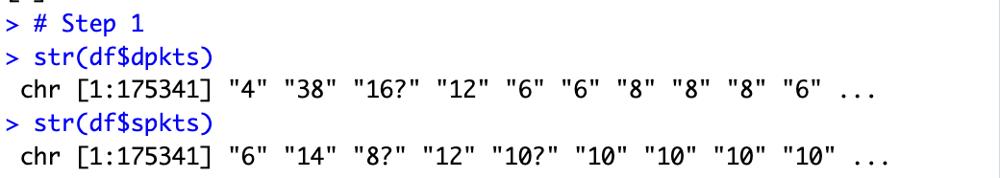 > # Step 1
> str(df$dpkts)
 chr [1:175341] "4" "38" "16?" "12" "6" "6" "8" "8" "8" "6" ...
> str(df$spkts)
 chr [1:175341] "6" "14" "8?" "12" "10?" "10" "10" "10" "10" ...